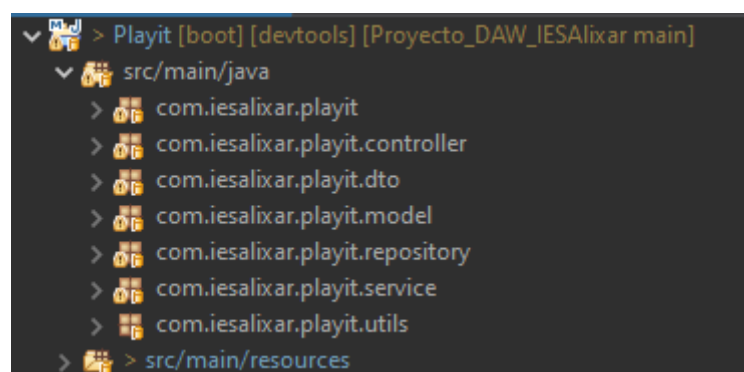 > Playit [boot] [devtools] [Proyecto_DAW_IESAlixar main]
src/main/java
com.iesalixar.playit
com.iesalixar.playit.controller
com.iesalixar.playit.dto
com.iesalixar.playit.model
com.iesalixar.playit.repository
com.iesalixar.playit.service
com.iesalixar.playit.utils
> src/main/resources